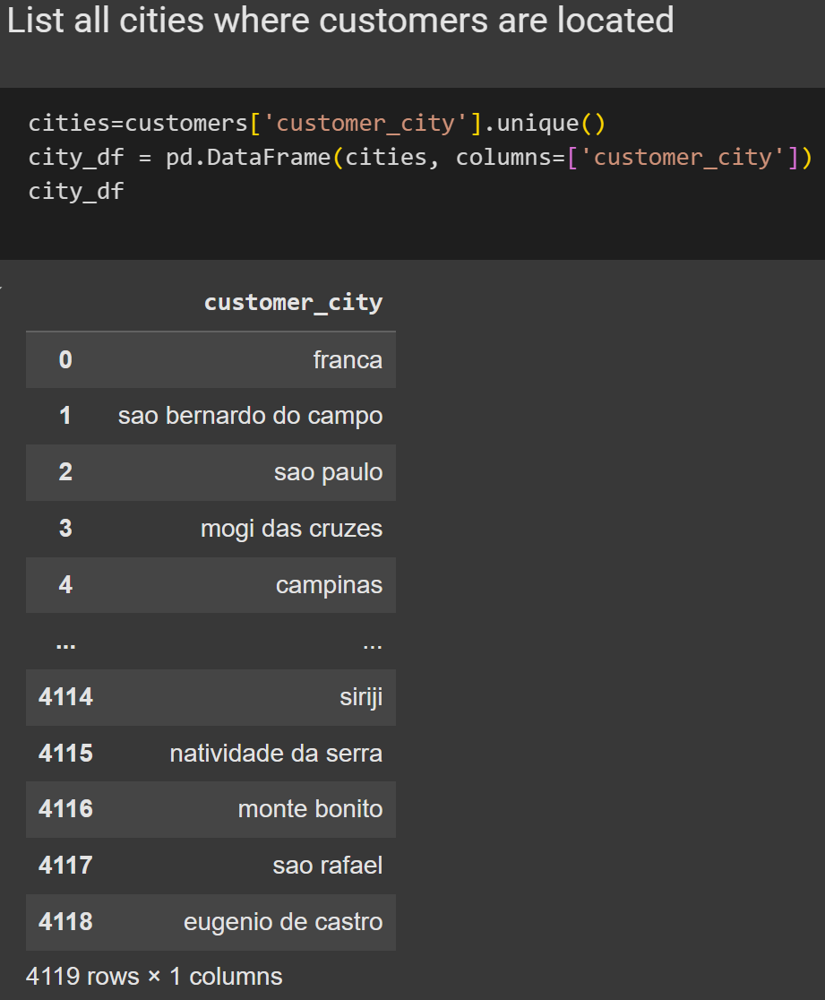 List all cities where customers are located
cities=customers['customer_city'].unique()
city_df = pd.DataFrame(cities, columns=['customer_city'])
city_df
customer_city
0 franca
1 sao bernardo do campo
2 sao paulo
3 mogi das cruzes
4 campinas
... ...
4114 siriji
4115 natividade da serra
4116 monte bonito
4117 sao rafael
4118 eugenio de castro
4119 rows × 1 columns